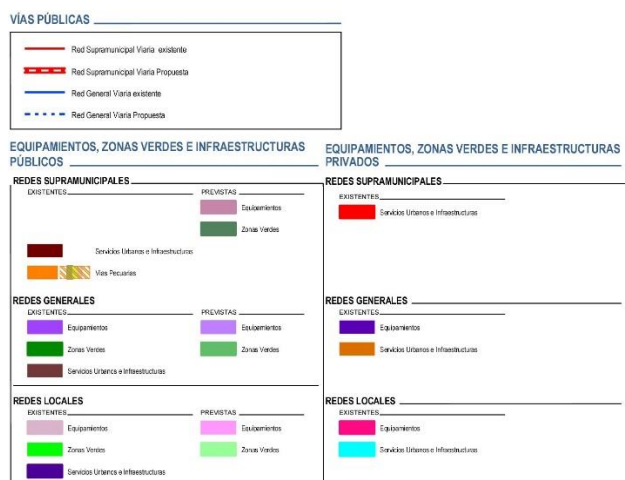 VÍAS PÚBLICAS
Red Supramunicipal Viaria existente
Red Supramunicipal Viaria Propuesta
Red General Viaria existente
Red General Viaria Propuesta
EQUIPAMIENTOS, ZONAS VERDES E INFRAESTRUCTURAS
PÚBLICOS
REDES SUPRAMUNICIPALES
EXISTENTES
PREVISTAS
Equipamientos
Zonas Verdes
Servicios Urbanos e Infraestructuras
Vías Pecuarias
REDES GENERALES
EXISTENTES
PREVISTAS
Equipamientos
Equipamientos
Zonas Verdes
Zonas Verdes
Servicios Urbanos e Infraestructuras
REDES LOCALES
EXISTENTES
PREVISTAS
Equipamientos
Equipamientos
Zonas Verdes
Zonas Verdes
Servicios Urbanos e Infraestructuras
EQUIPAMIENTOS, ZONAS VERDES E INFRAESTRUCTURAS
PRIVADOS
REDES SUPRAMUNICIPALES
EXISTENTES
Servicios Urbanos e Infraestructuras
REDES GENERALES
EXISTENTES
Equipamientos
Servicios Urbanos e Infraestructuras
REDES LOCALES
EXISTENTES
Equipamientos
Servicios Urbanos e Infraestructuras